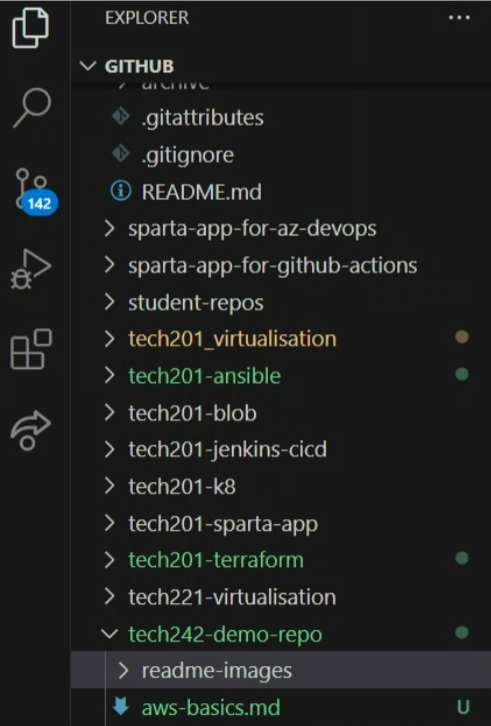 EXPLORER
GITHUB
archive
.gitattributes
.gitignore
README.md
142
sparta-app-for-az-devops
sparta-app-for-github-actions
student-repos
tech201_virtualisation
tech201-ansible
tech201-blob
tech201-jenkins-cicd
tech201-k8
tech201-sparta-app
tech201-terraform
tech221-virtualisation
tech242-demo-repo
readme-images
aws-basics.md U